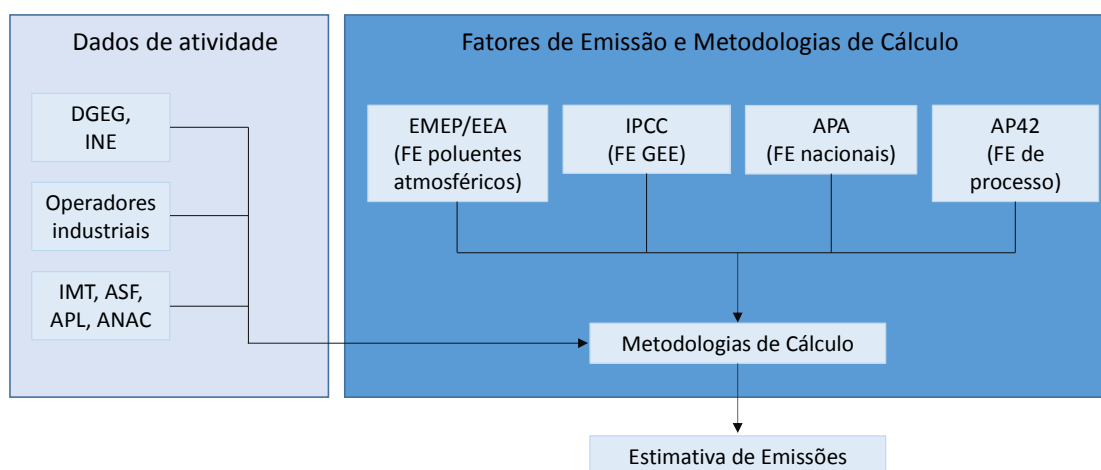 Dados de atividade
DGEG,
INE
Operadores
industriais
IMT, ASF,
APL, ANAC
Fatores de Emissão e Metodologias de Cálculo
EMEP/EEA
(FE poluentes
atmosféricos)
IPCC
(FE GEE)
APA
(FE nacionais)
AP42
(FE de
processo)
Metodologias de Cálculo
Estimativa de Emissões